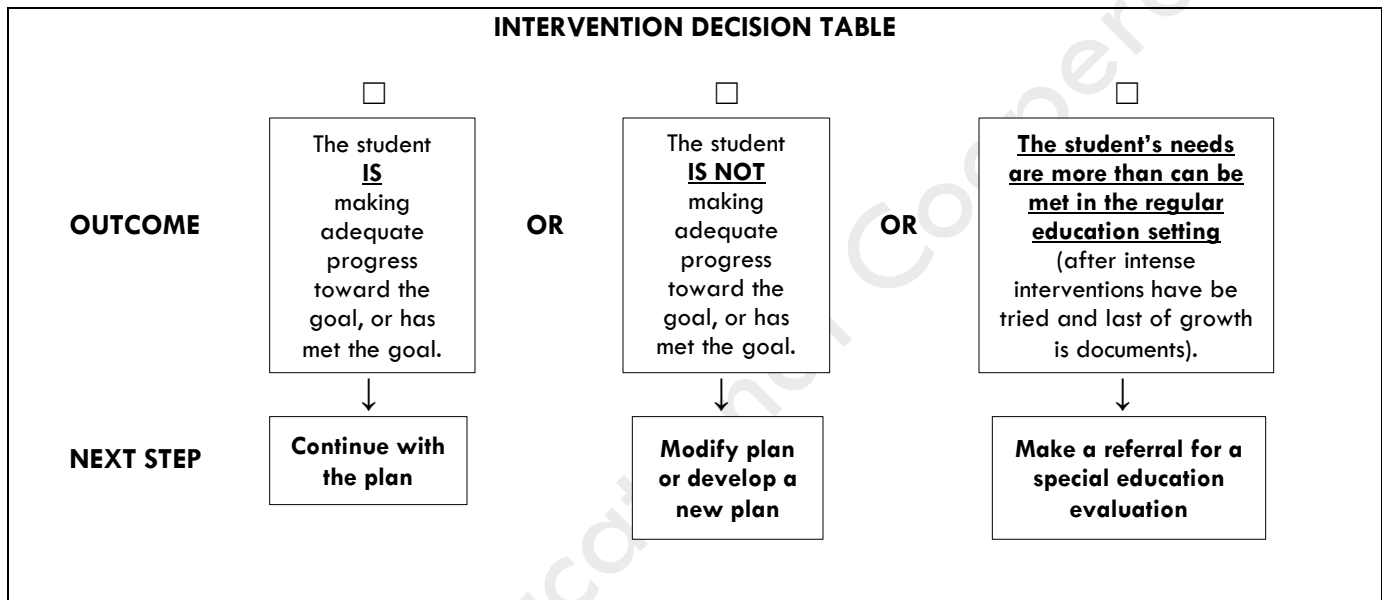 INTERVENTION DECISION TABLE
☐ ☐ ☐
OUTCOME
The student
IS
making
adequate
progress
toward the
goal, or has
met the goal.
OR
The student
IS NOT
making
adequate
progress
toward the
goal, or has
met the goal.
OR
The student’s needs
are more than can be
met in the regular
education setting
(after intense
interventions have be
tried and last of growth
is documents).
↓ ↓ ↓
NEXT STEP
Continue with
the plan
Modify plan
or develop a
new plan
Make a referral for a
special education
evaluation